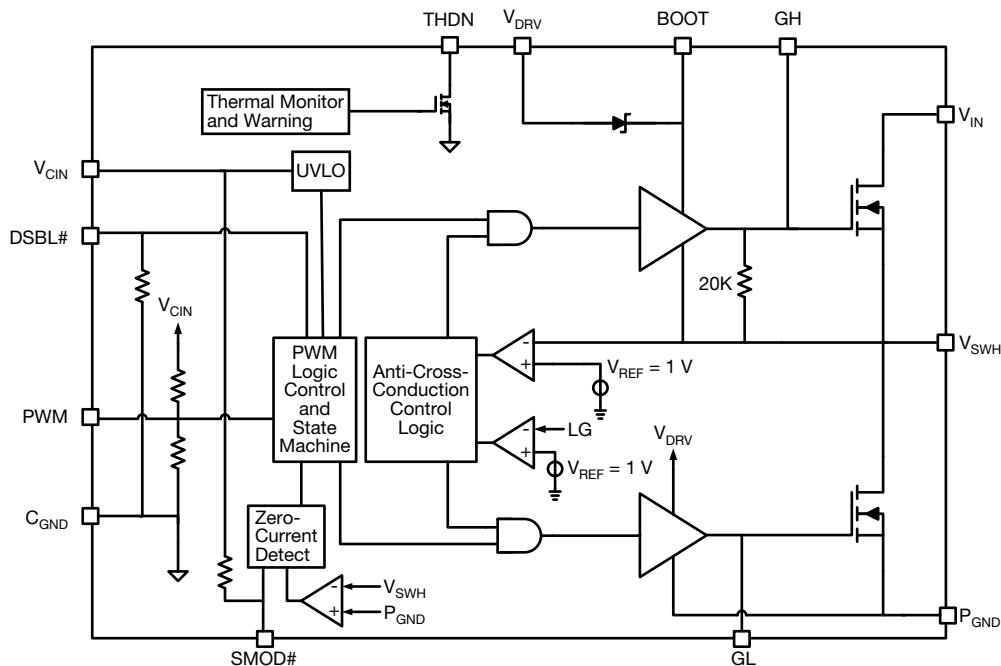 THDN
VDRV
BOOT
GH
Thermal Monitor
and Warning
VIN
VCIN
UVLO
DSBL#
20K
VCIN
VSWH
PWM
Logic
Control
and
State
Machine
Anti-Cross-
Conduction
Control
Logic
-
+
VREF = 1 V
PWM
-
+
LG
VREF = 1 V
VDRV
CGND
Zero-
Current
Detect
-
+
VSWH
PGND
PGND
SMOD#
GL